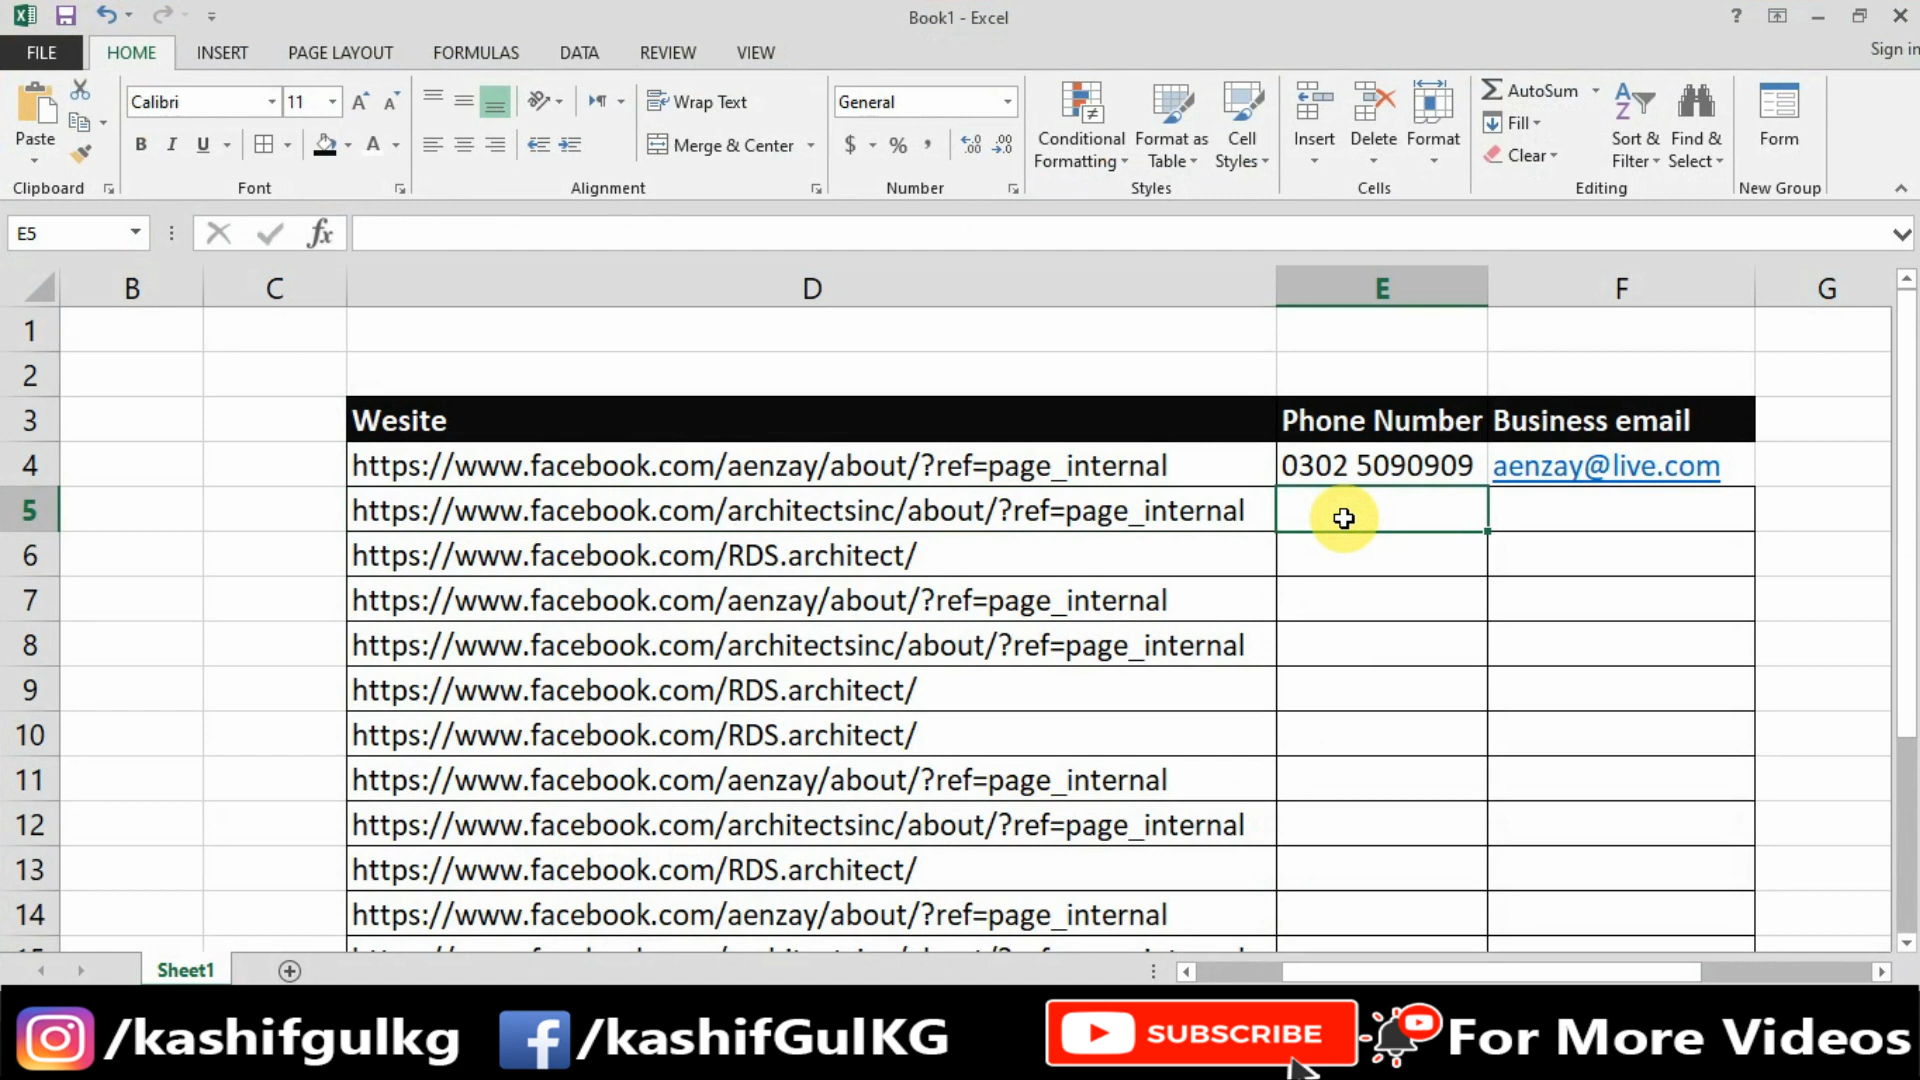 Book1 - Excel
?
Sign in
FILE HOME INSERT PAGE LAYOUT FORMULAS DATA REVIEW VIEW
Paste
Clipboard
Calibri 11
B I U A
Font
Wrap Text
Merge & Center
Alignment
General
$ % ,
Number
Conditional Formatting
Format as Table
Cell Styles
Styles
Insert
Delete
Format
Cells
AutoSum
Fill
Clear
Sort & Filter
Find & Select
Editing
Form
New Group
E5
fx
B C D E F G
1
2
3 Wesite Phone Number Business email
4 https://www.facebook.com/aenzay/about/?ref=page_internal 0302 5090909 aenzay@live.com
5 https://www.facebook.com/architectsinc/about/?ref=page_internal
6 https://www.facebook.com/RDS.architect/
7 https://www.facebook.com/aenzay/about/?ref=page_internal
8 https://www.facebook.com/architectsinc/about/?ref=page_internal
9 https://www.facebook.com/RDS.architect/
10 https://www.facebook.com/RDS.architect/
11 https://www.facebook.com/aenzay/about/?ref=page_internal
12 https://www.facebook.com/architectsinc/about/?ref=page_internal
13 https://www.facebook.com/RDS.architect/
14 https://www.facebook.com/aenzay/about/?ref=page_internal
Sheet1
/kashifgulkg /kashifGulKG SUBSCRIBE For More Videos